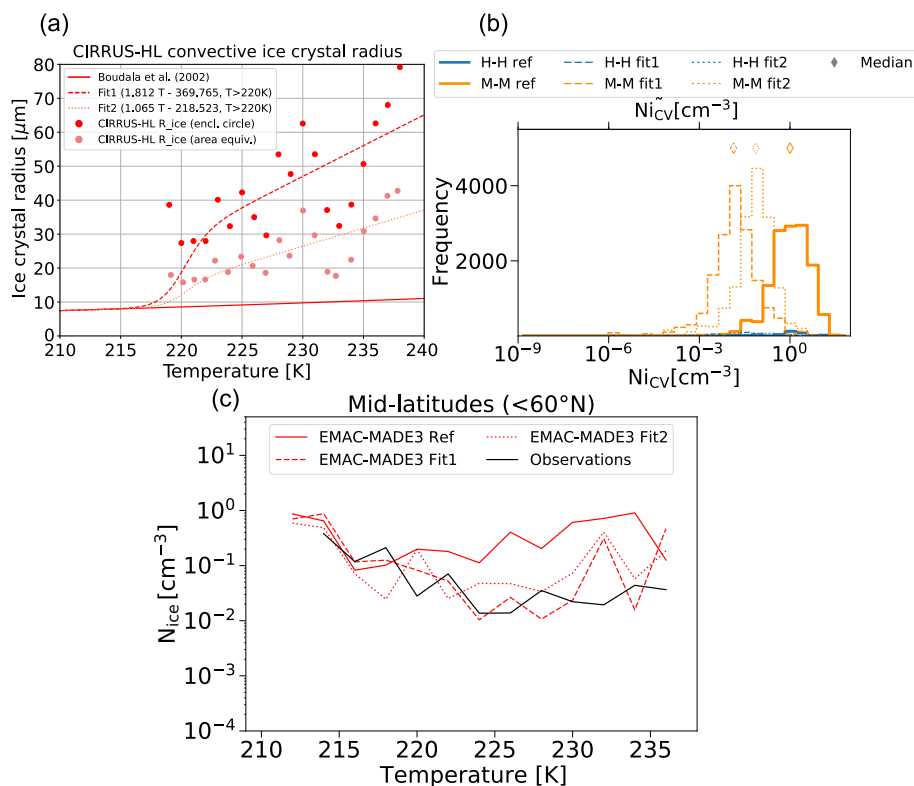 (a)
CIRRUS-HL convective ice crystal radius
Ice crystal radius [μm]
80
70
60
50
40
30
20
10
0
Boudala et al. (2002)
Fit1 (1.812 T - 369.765, T>220K)
Fit2 (1.065 T - 218.523, T>220K)
CIRRUS-HL R_ice (encl. circle)
CIRRUS-HL R_ice (area equiv.)
210 215 220 225 230 235 240
Temperature [K]
(b)
H-H ref H-H fit1 H-H fit2 Median
M-M ref M-M fit1 M-M fit2
Nĩ_CV[cm⁻³]
Frequency
4000
2000
10⁻⁹ 10⁻⁶ 10⁻³ 10⁰
Ni_CV[cm⁻³]
(c)
Mid-latitudes (<60°N)
EMAC-MADE3 Ref EMAC-MADE3 Fit2
EMAC-MADE3 Fit1 Observations
N_ice [cm⁻³]
10¹
10⁰
10⁻¹
10⁻²
10⁻³
10⁻⁴
210 215 220 225 230 235
Temperature [K]